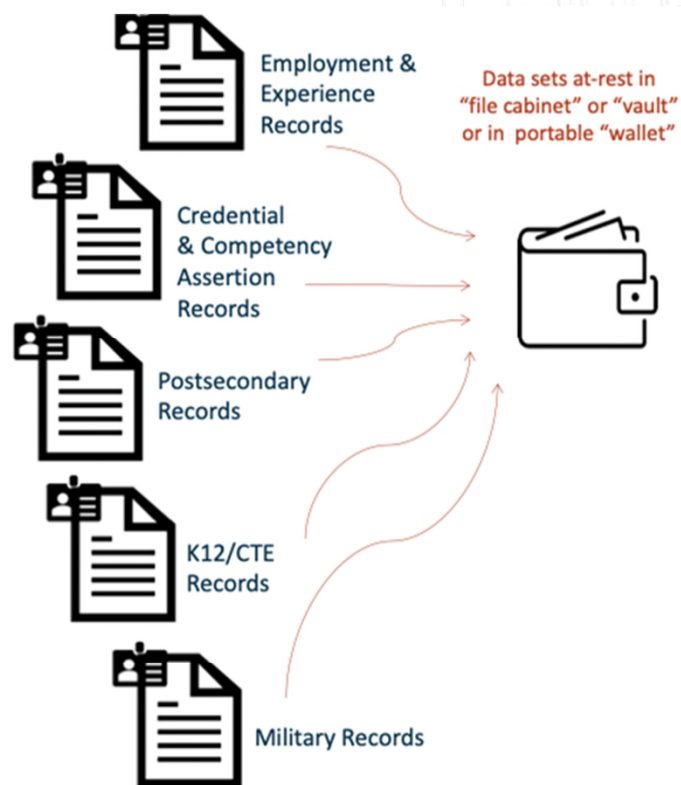 Employment &
Experience
Records
Data sets at-rest in
“file cabinet” or “vault”
or in portable “wallet”
Credential
& Competency
Assertion
Records
Postsecondary
Records
K12/CTE
Records
Military Records